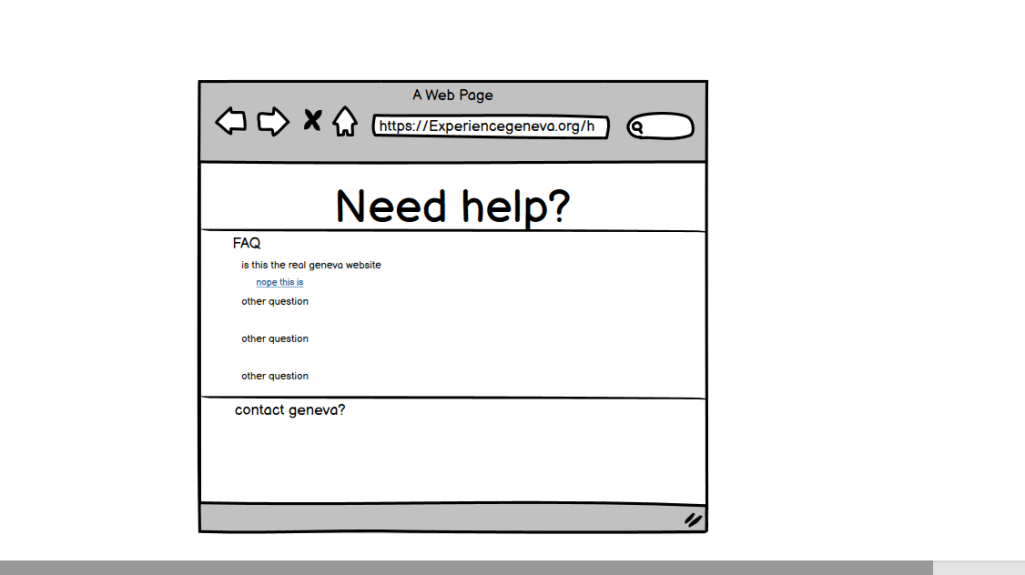 A Web Page
https://Experiencegeneva.org/h
Need help?
FAQ
is this the real geneva website
nope this is
other question
other question
other question
contact geneva?